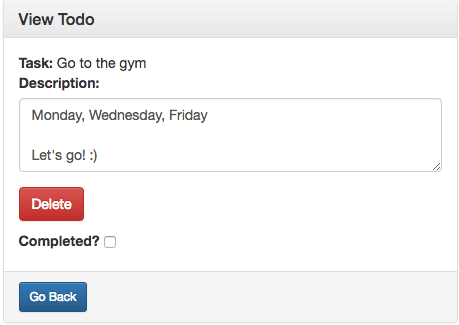 View Todo
Task: Go to the gym
Description:
Monday, Wednesday, Friday
Let's go! :)
Delete
Completed?
Go Back